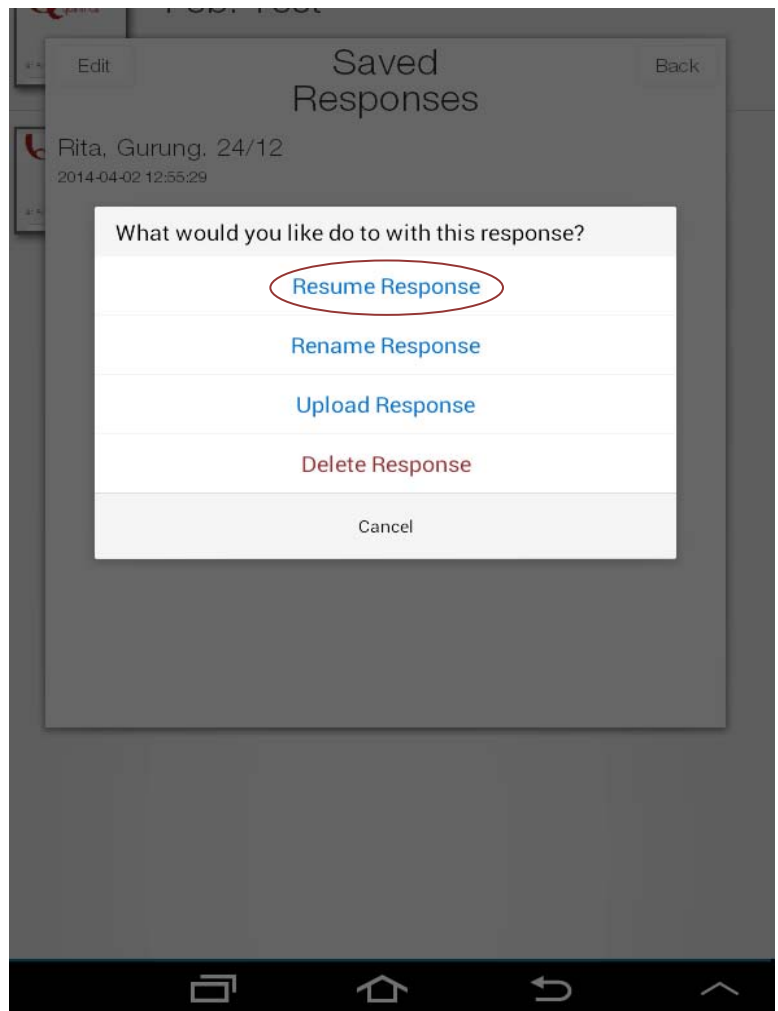 Edit
Saved
Responses
Back
Rita, Gurung. 24/12
2014-04-02 12:55:29
What would you like do to with this response?
Resume Response
Rename Response
Upload Response
Delete Response
Cancel